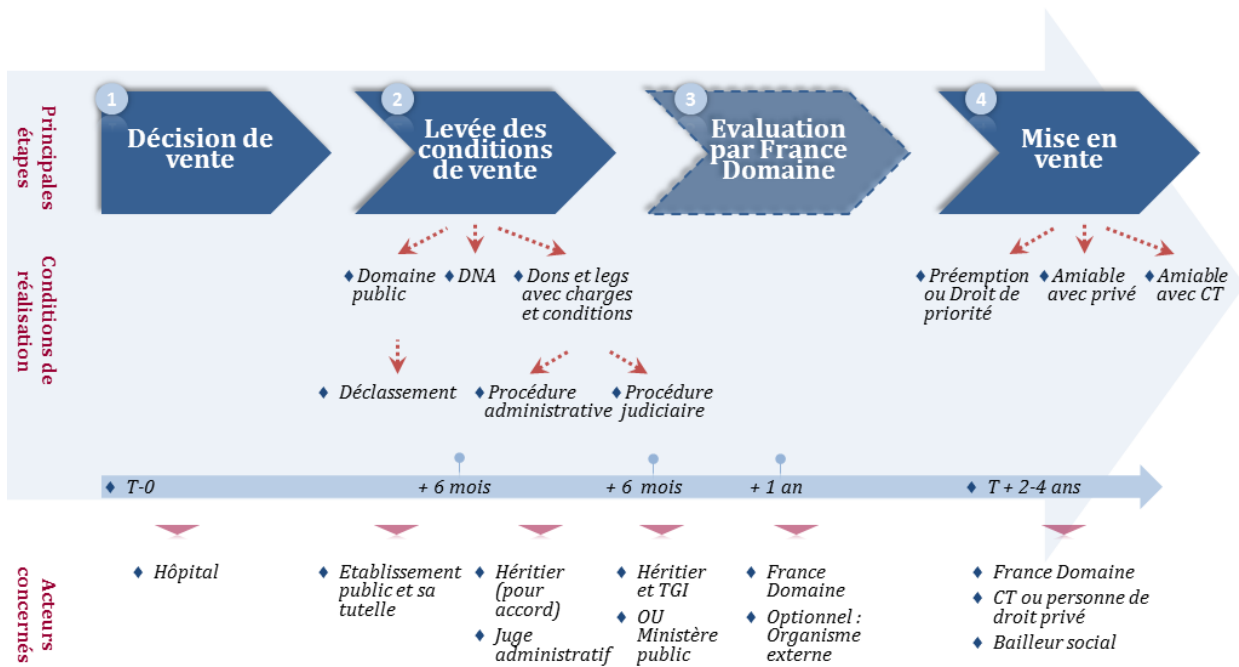 Principales
étapes
1
Décision de
vente
2
Levée des
conditions
de vente
3
Evaluation
par France
Domaine
4
Mise en
vente
Conditions de
réalisation
♦ Domaine
public
♦ DNA
♦ Dons et legs
avec charges
et conditions
♦ Préemption
ou Droit de
priorité
♦ Amiable
avec privé
♦ Amiable
avec CT
♦ Déclassement
♦ Procédure
administrative
♦ Procédure
judiciaire
♦ T-0
+ 6 mois
+ 6 mois
+ 1 an
♦ T + 2-4 ans
Acteurs
concernés
♦ Hôpital
♦ Etablissement
public et sa
tutelle
♦ Héritier
(pour
accord)
♦ Juge
administratif
♦ Héritier
et TGI
♦ OU
Ministère
public
♦ France
Domaine
♦ Optionnel :
Organisme
externe
♦ France Domaine
♦ CT ou personne de
droit privé
♦ Bailleur social